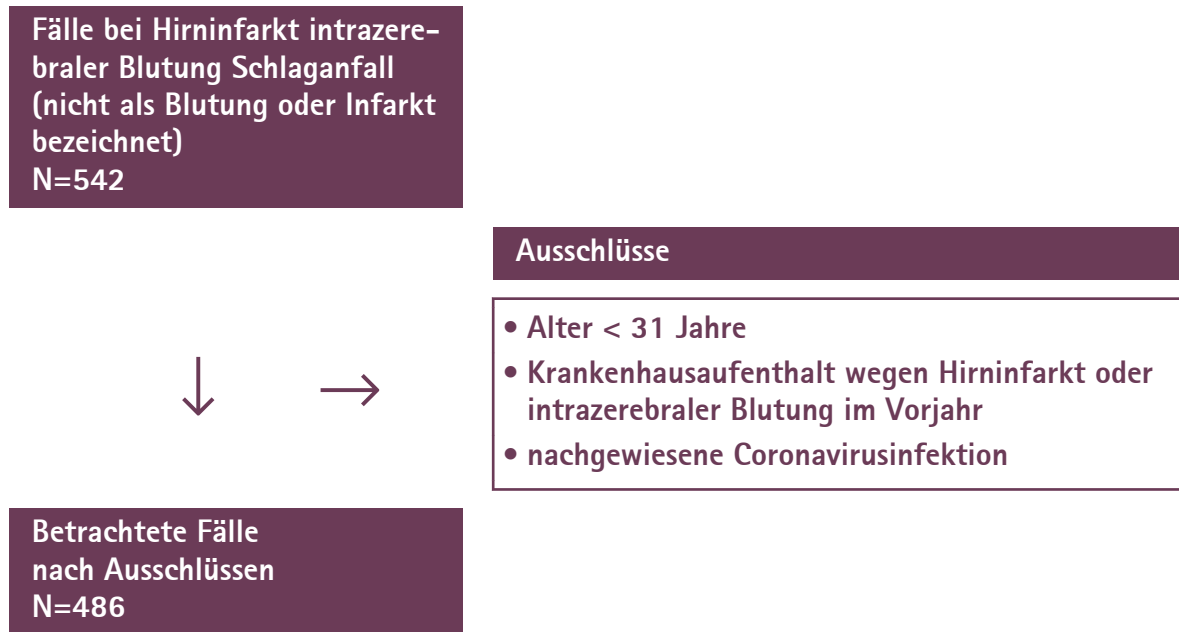 Fälle bei Hirninfarkt intrazere-
braler Blutung Schlaganfall
(nicht als Blutung oder Infarkt
bezeichnet)
N=542
Ausschlüsse
• Alter < 31 Jahre
• Krankenhausaufenthalt wegen Hirninfarkt oder
intrazerebraler Blutung im Vorjahr
• nachgewiesene Coronavirusinfektion
Betrachtete Fälle
nach Ausschlüssen
N=486